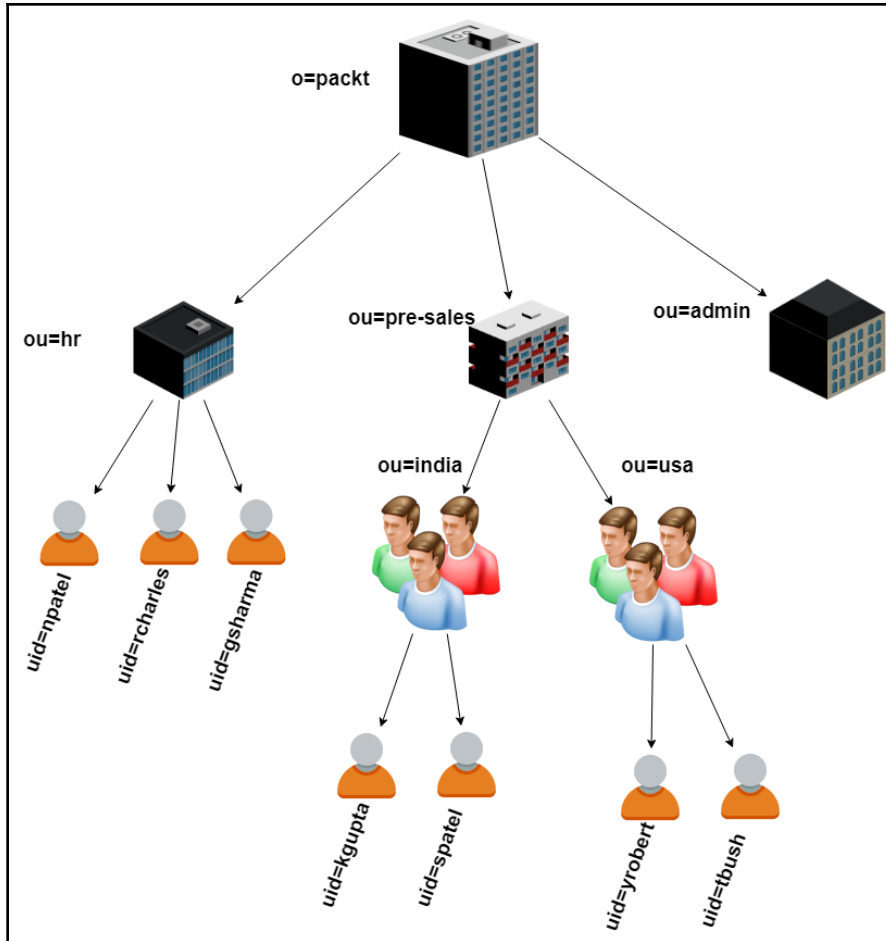 o=packt
ou=hr
ou=pre-sales
ou=admin
ou=india
ou=usa
uid=npatel
uid=rcharles
uid=gsharma
uid=kgupta
uid=spatel
uid=yrobert
uid=tbush